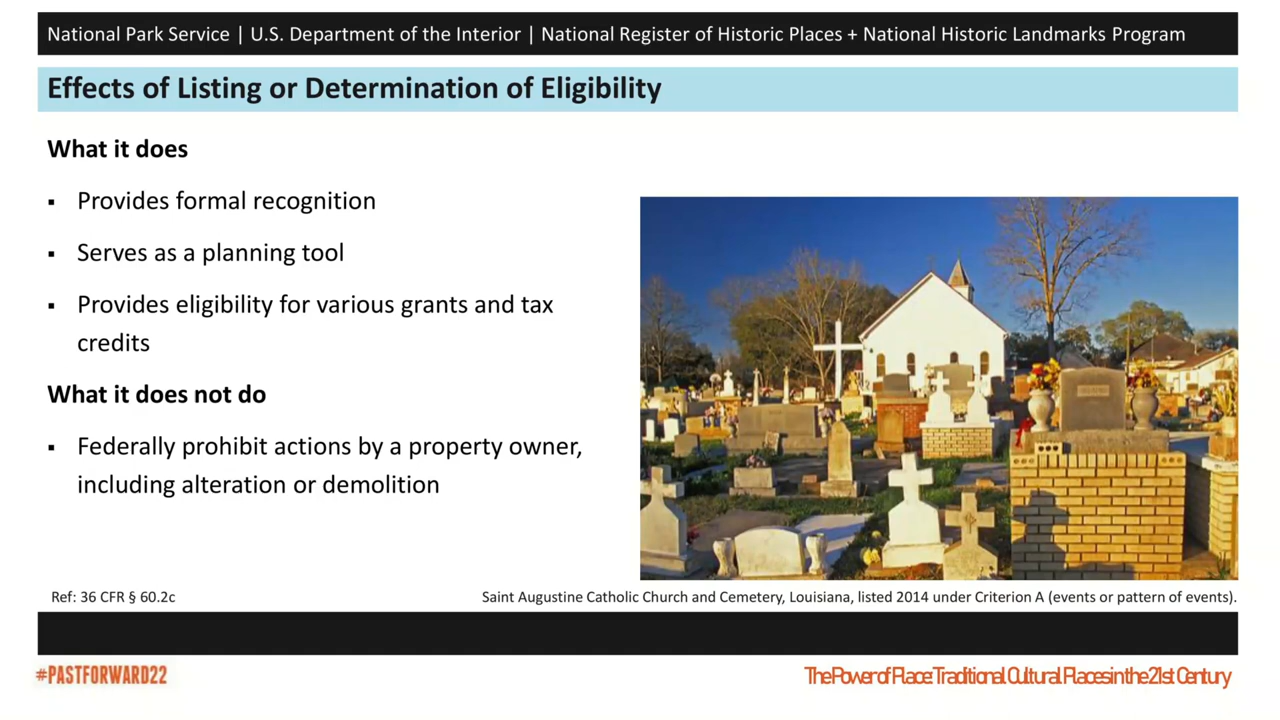 National Park Service | U.S. Department of the Interior | National Register of Historic Places + National Historic Landmarks Program
Effects of Listing or Determination of Eligibility
What it does
▪ Provides formal recognition
▪ Serves as a planning tool
▪ Provides eligibility for various grants and tax
credits
What it does not do
▪ Federally prohibit actions by a property owner,
including alteration or demolition
Ref: 36 CFR § 60.2c
Saint Augustine Catholic Church and Cemetery, Louisiana, listed 2014 under Criterion A (events or pattern of events).
#PASTFORWARD22
The Power of Place: Traditional Cultural Places in the 21st Century